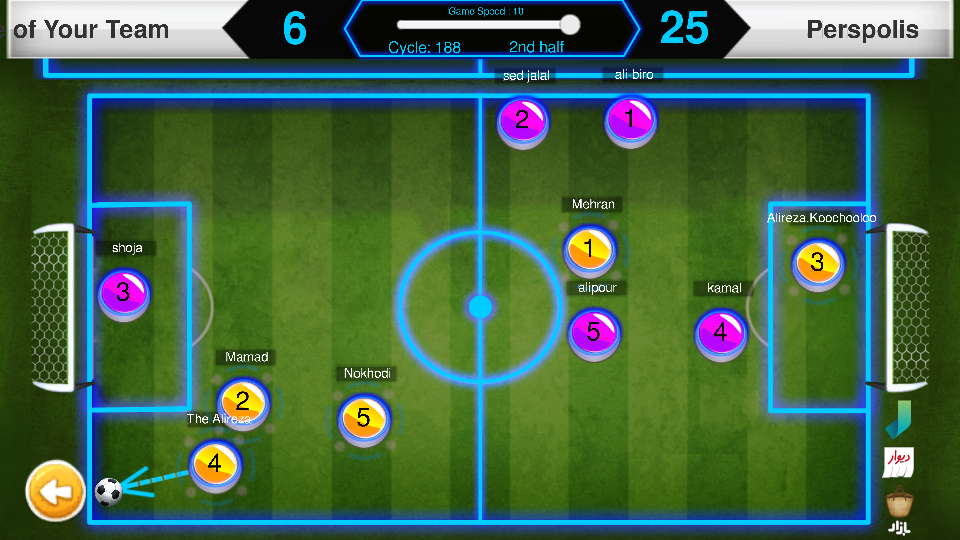 of Your Team
6
Game Speed : 10
Cycle: 188
2nd half
25
Perspolis
sed jalal
ali-biro
2
1
Mehran
1
Alireza.Koochooloo
3
shoja
3
alipour
5
kamal
4
Mamad
2
Nokhodi
5
The Alireza
4
دیوار
بازار